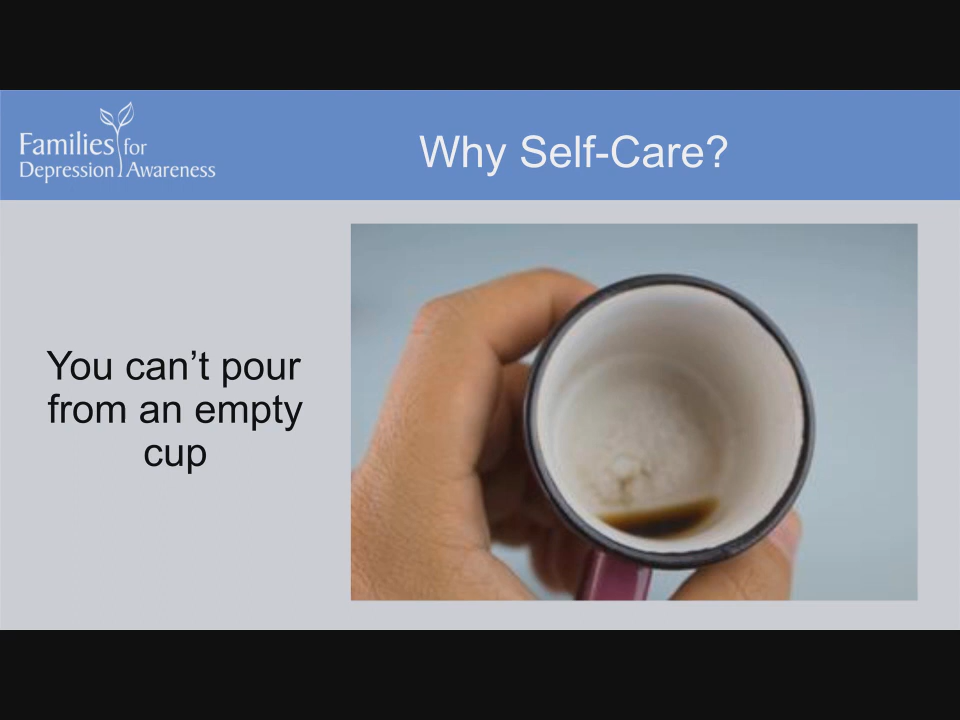 Families for
Depression Awareness
Why Self-Care?
You can’t pour
from an empty
cup